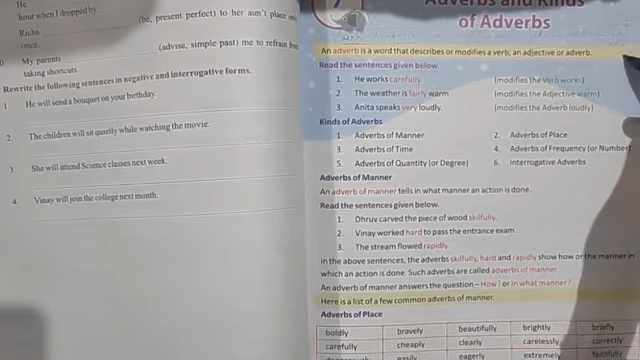 He
hour when I dropped by.
Richa (be, present perfect) to her aunt's place
once.
My parents (advise, simple past) me to refrain from
taking shortcuts.
Rewrite the following sentences in negative and interrogative forms.
1 He will send a bouquet on your birthday.
2. The children will sit quietly while watching the movie.
3. She will attend Science classes next week.
4. Vinay will join the college next month.
7 Adverbs and Kinds
of Adverbs
An adverb is a word that describes or modifies a verb, an adjective or adverb.
Read the sentences given below.
1. He works carefully. (modifies the Verb works)
2. The weather is fairly warm (modifies the Adjective warm)
3. Anita speaks very loudly. (modifies the Adverb loudly)
Kinds of Adverbs
1. Adverbs of Manner 2. Adverbs of Place
3. Adverbs of Time 4. Adverbs of Frequency (or Number)
5. Adverbs of Quantity (or Degree) 6. Interrogative Adverbs
Adverbs of Manner
An adverb of manner tells in what manner an action is done.
Read the sentences given below.
1. Dhruv carved the piece of wood skilfully.
2. Vinay worked hard to pass the entrance exam.
3. The stream flowed rapidly.
In the above sentences, the adverbs skilfully, hard and rapidly show how or the manner in
which an action is done. Such adverbs are called adverbs of manner.
An adverb of manner answers the question – How? or In what manner?
Here is a list of a few common adverbs of manner.
Adverbs of Place
boldly bravely beautifully brightly briefly
carefully cheaply clearly carelessly correctly
easily eagerly extremely faithfully